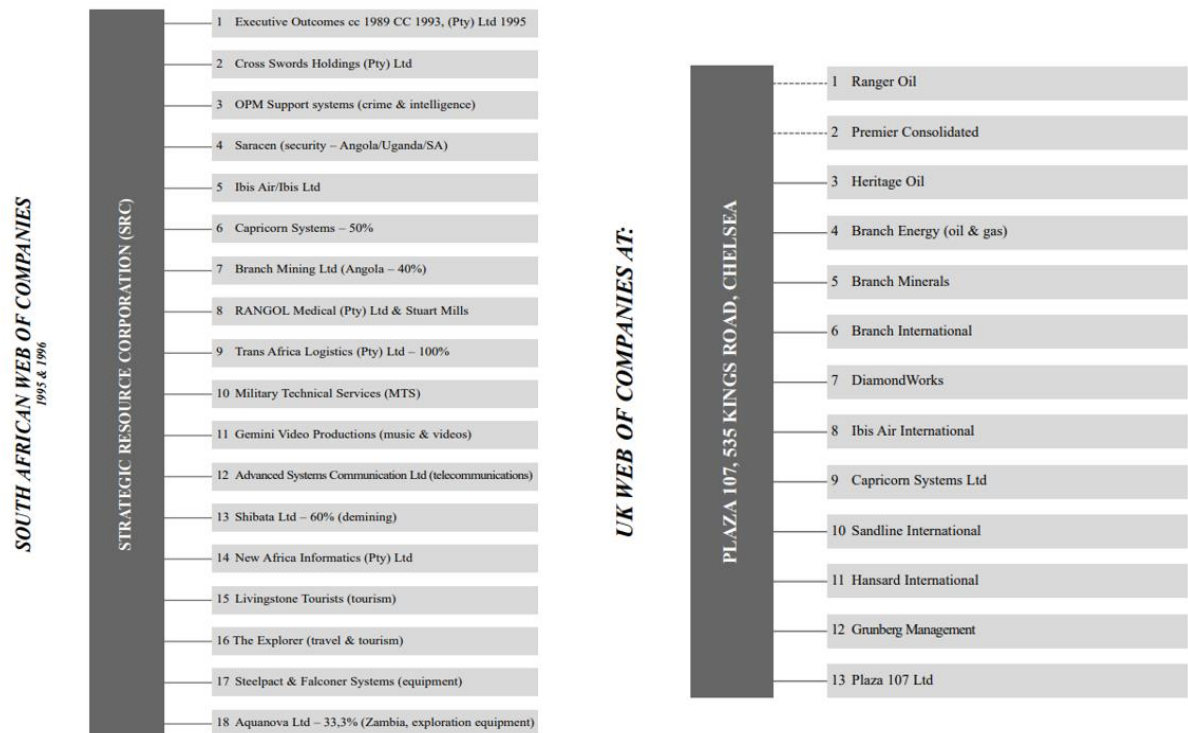 SOUTH AFRICAN WEB OF COMPANIES
1995 & 1996
STRATEGIC RESOURCE CORPORATION (SRC)
1 Executive Outcomes cc 1989 CC 1993, (Pty) Ltd 1995
2 Cross Swords Holdings (Pty) Ltd
3 OPM Support systems (crime & intelligence)
4 Saracen (security – Angola/Uganda/SA)
5 Ibis Air/Ibis Ltd
6 Capricorn Systems – 50%
7 Branch Mining Ltd (Angola – 40%)
8 RANGOL Medical (Pty) Ltd & Stuart Mills
9 Trans Africa Logistics (Pty) Ltd – 100%
10 Military Technical Services (MTS)
11 Gemini Video Productions (music & videos)
12 Advanced Systems Communication Ltd (telecommunications)
13 Shibata Ltd – 60% (demining)
14 New Africa Informatics (Pty) Ltd
15 Livingstone Tourists (tourism)
16 The Explorer (travel & tourism)
17 Steelpact & Falconer Systems (equipment)
18 Aquanova Ltd – 33,3% (Zambia, exploration equipment)
UK WEB OF COMPANIES AT:
PLAZA 107, 535 KINGS ROAD, CHELSEA
1 Ranger Oil
2 Premier Consolidated
3 Heritage Oil
4 Branch Energy (oil & gas)
5 Branch Minerals
6 Branch International
7 DiamondWorks
8 Ibis Air International
9 Capricorn Systems Ltd
10 Sandline International
11 Hansard International
12 Grunberg Management
13 Plaza 107 Ltd